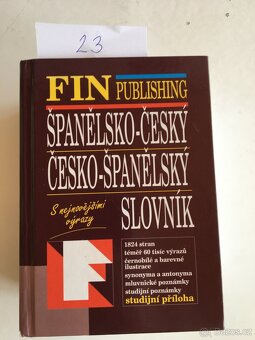 23
FIN PUBLISHING
ŠPANĚLSKO-ČESKÝ
ČESKO-ŠPANĚLSKÝ
SLOVNÍK
S nejnovějšími
výrazy
1824 stran
téměř 60 tisíc výrazů
černobílé a barevné
ilustrace
synonyma a antonyma
mluvnické poznámky
studijní poznámky
studijní příloha